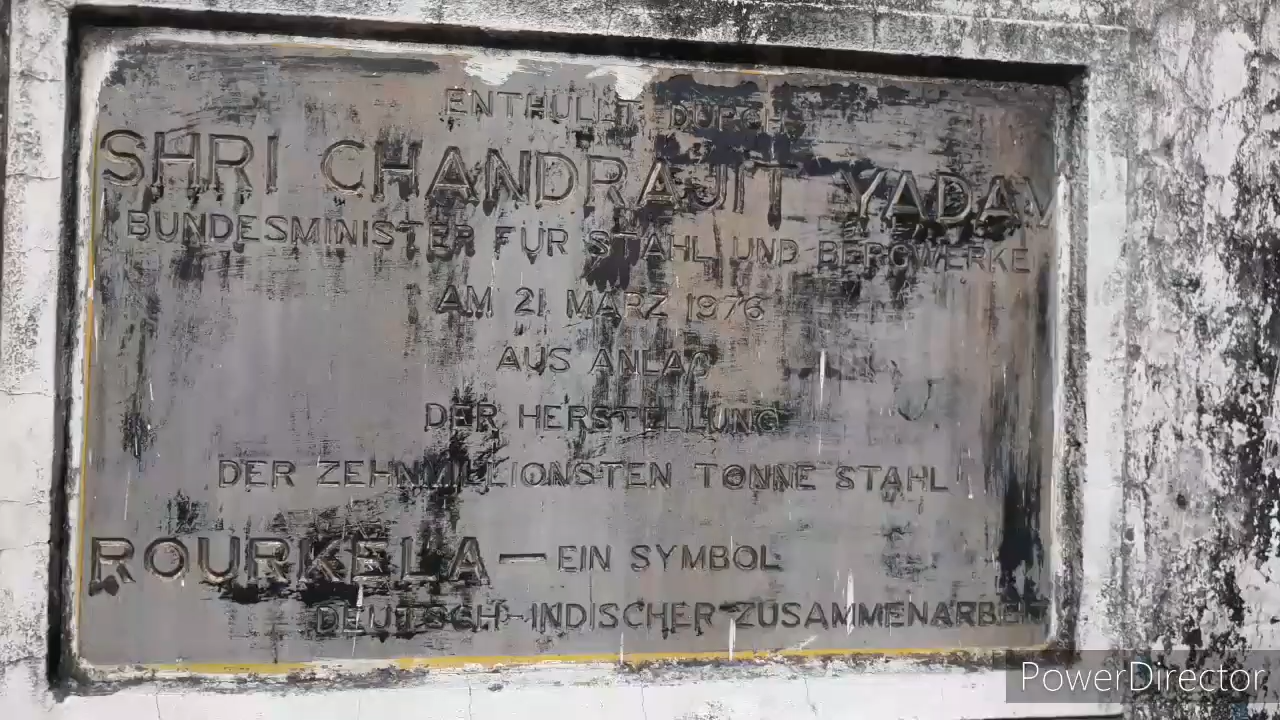 ENTHÜLLT DURCH
SHRI CHANDRAJIT YADAV
BUNDESMINISTER FÜR STAHL UND BERGWERKE
AM 21. MÄRZ 1976
AUS ANLAß
DER HERSTELLUNG
DER ZEHNMILLIONSTEN TONNE STAHL
ROURKELA — EIN SYMBOL
DEUTSCH-INDISCHER ZUSAMMENARBEIT
PowerDirector